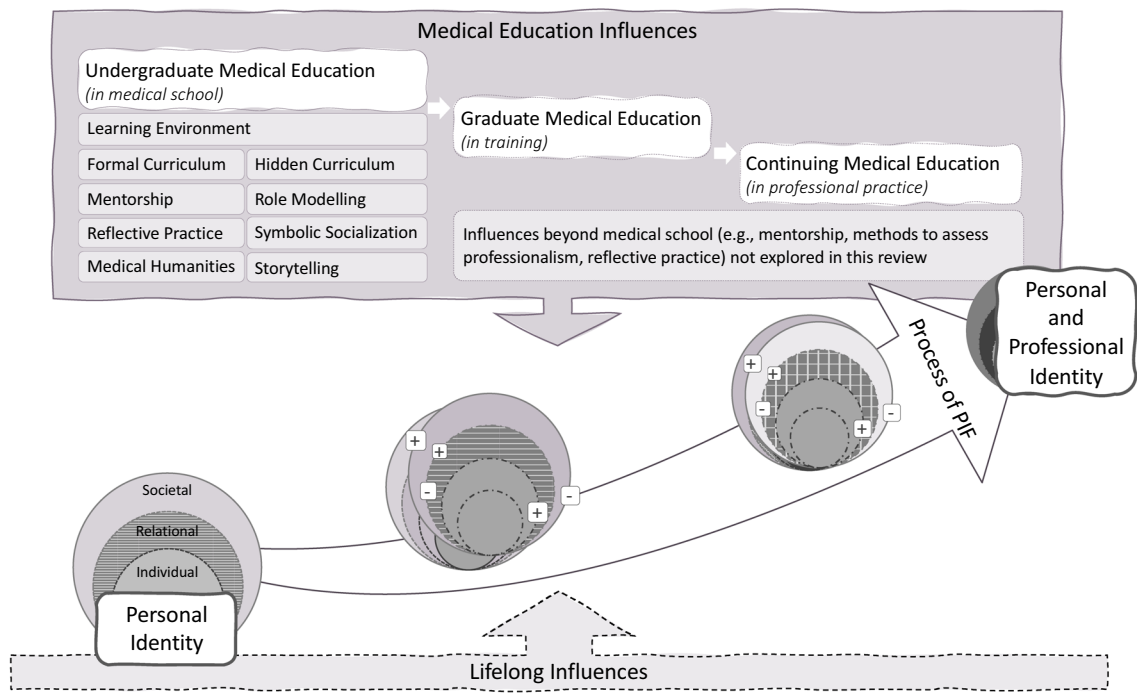 Medical Education Influences
Undergraduate Medical Education
(in medical school)
Learning Environment
Formal Curriculum
Hidden Curriculum
Mentorship
Role Modelling
Reflective Practice
Symbolic Socialization
Medical Humanities
Storytelling
Graduate Medical Education
(in training)
Continuing Medical Education
(in professional practice)
Influences beyond medical school (e.g., mentorship, methods to assess
professionalism, reflective practice) not explored in this review
Personal
and
Professional
Identity
Process of PIF
+
+
-
-
+
+
+
-
-
+
Societal
Relational
Individual
Personal
Identity
Lifelong Influences